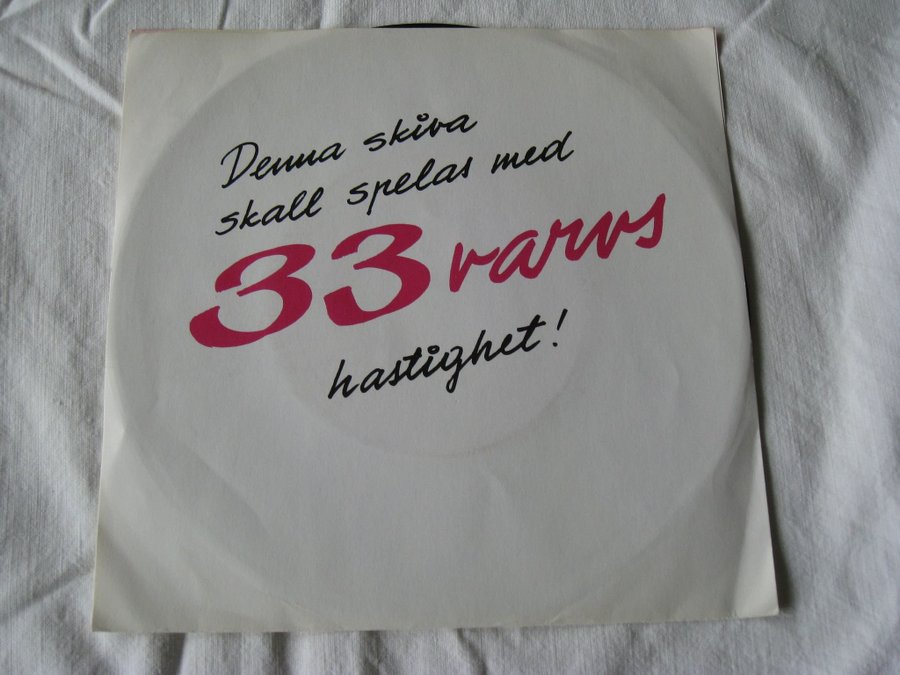 Denna skiva
skall spelas med
33 varvs
hastighet!